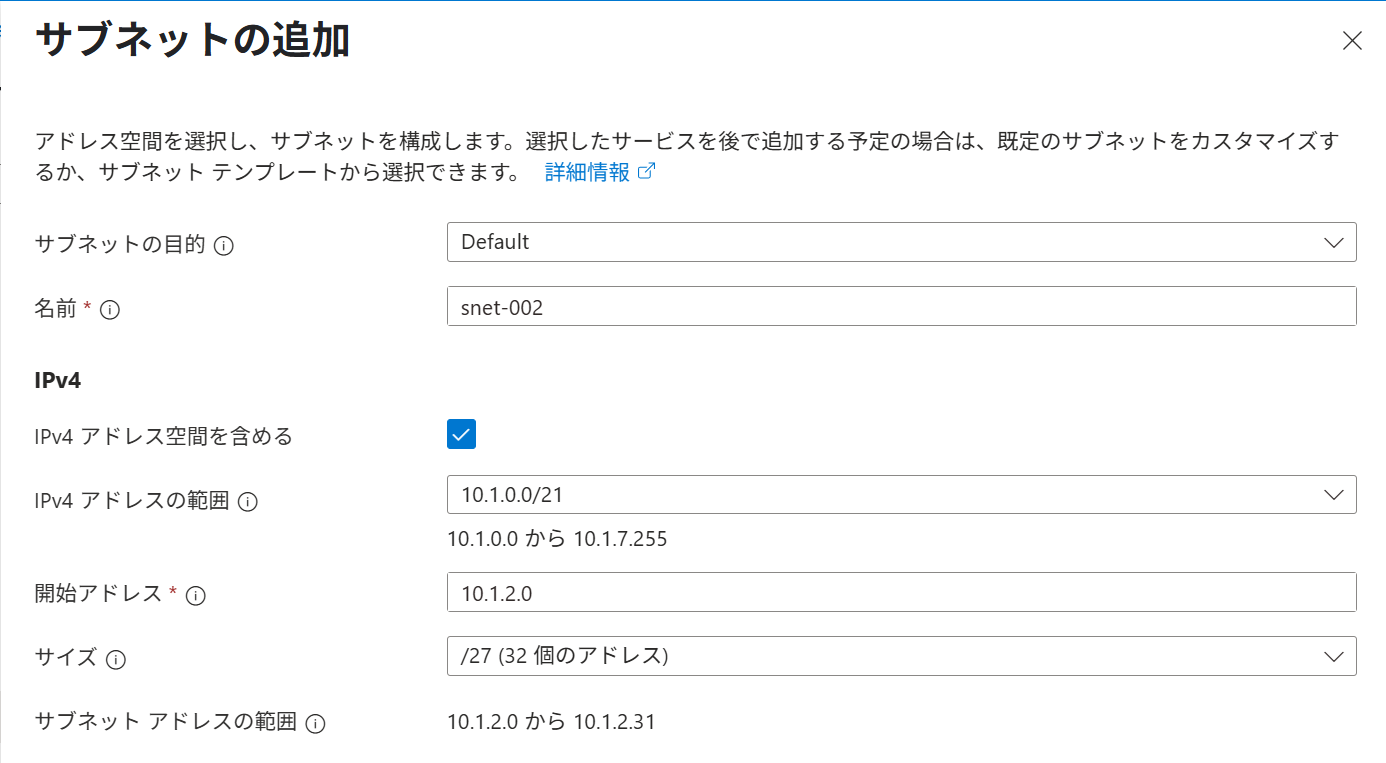 サブネットの追加
アドレス空間を選択し、サブネットを構成します。選択したサービスを後で追加する予定の場合は、既定のサブネットをカスタマイズす
るか、サブネット テンプレートから選択できます。 詳細情報
サブネットの目的 Default
名前 * snet-002
IPv4
IPv4 アドレス空間を含める
IPv4 アドレスの範囲 10.1.0.0/21
10.1.0.0 から 10.1.7.255
開始アドレス * 10.1.2.0
サイズ /27 (32 個のアドレス)
サブネット アドレスの範囲 10.1.2.0 から 10.1.2.31